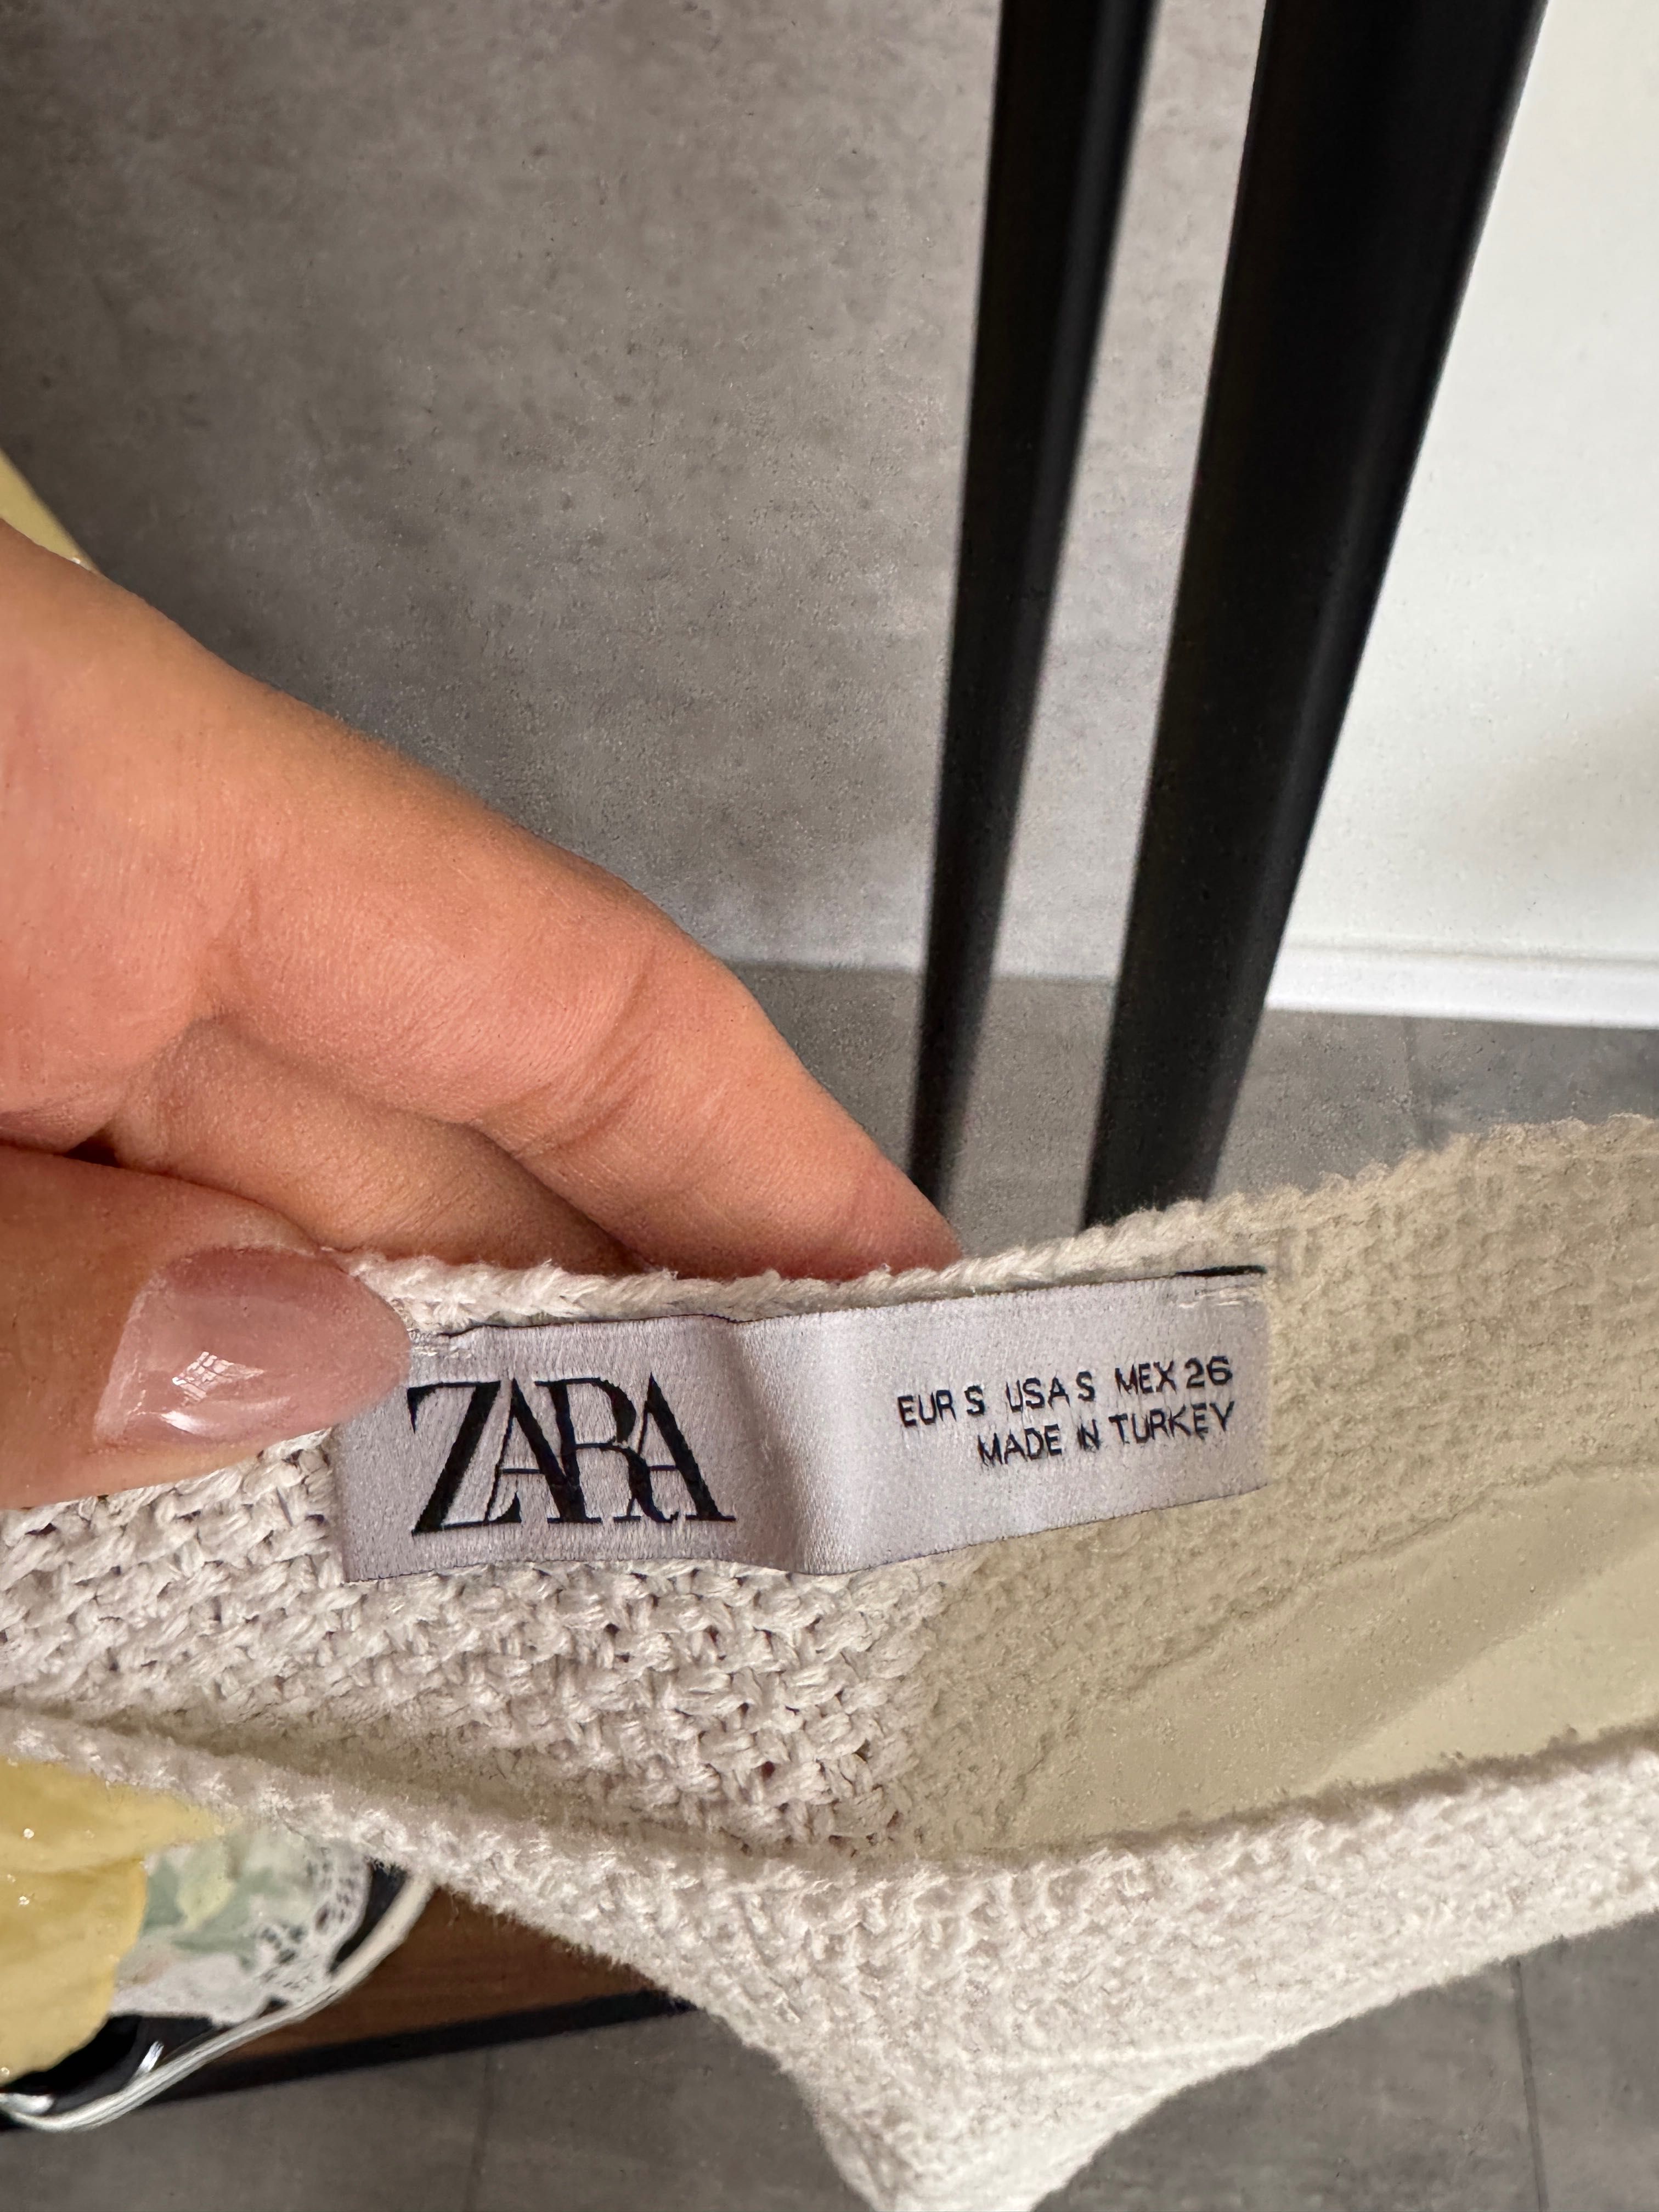 ZARA
EUR S USA S MEX 26
MADE IN TURKEY